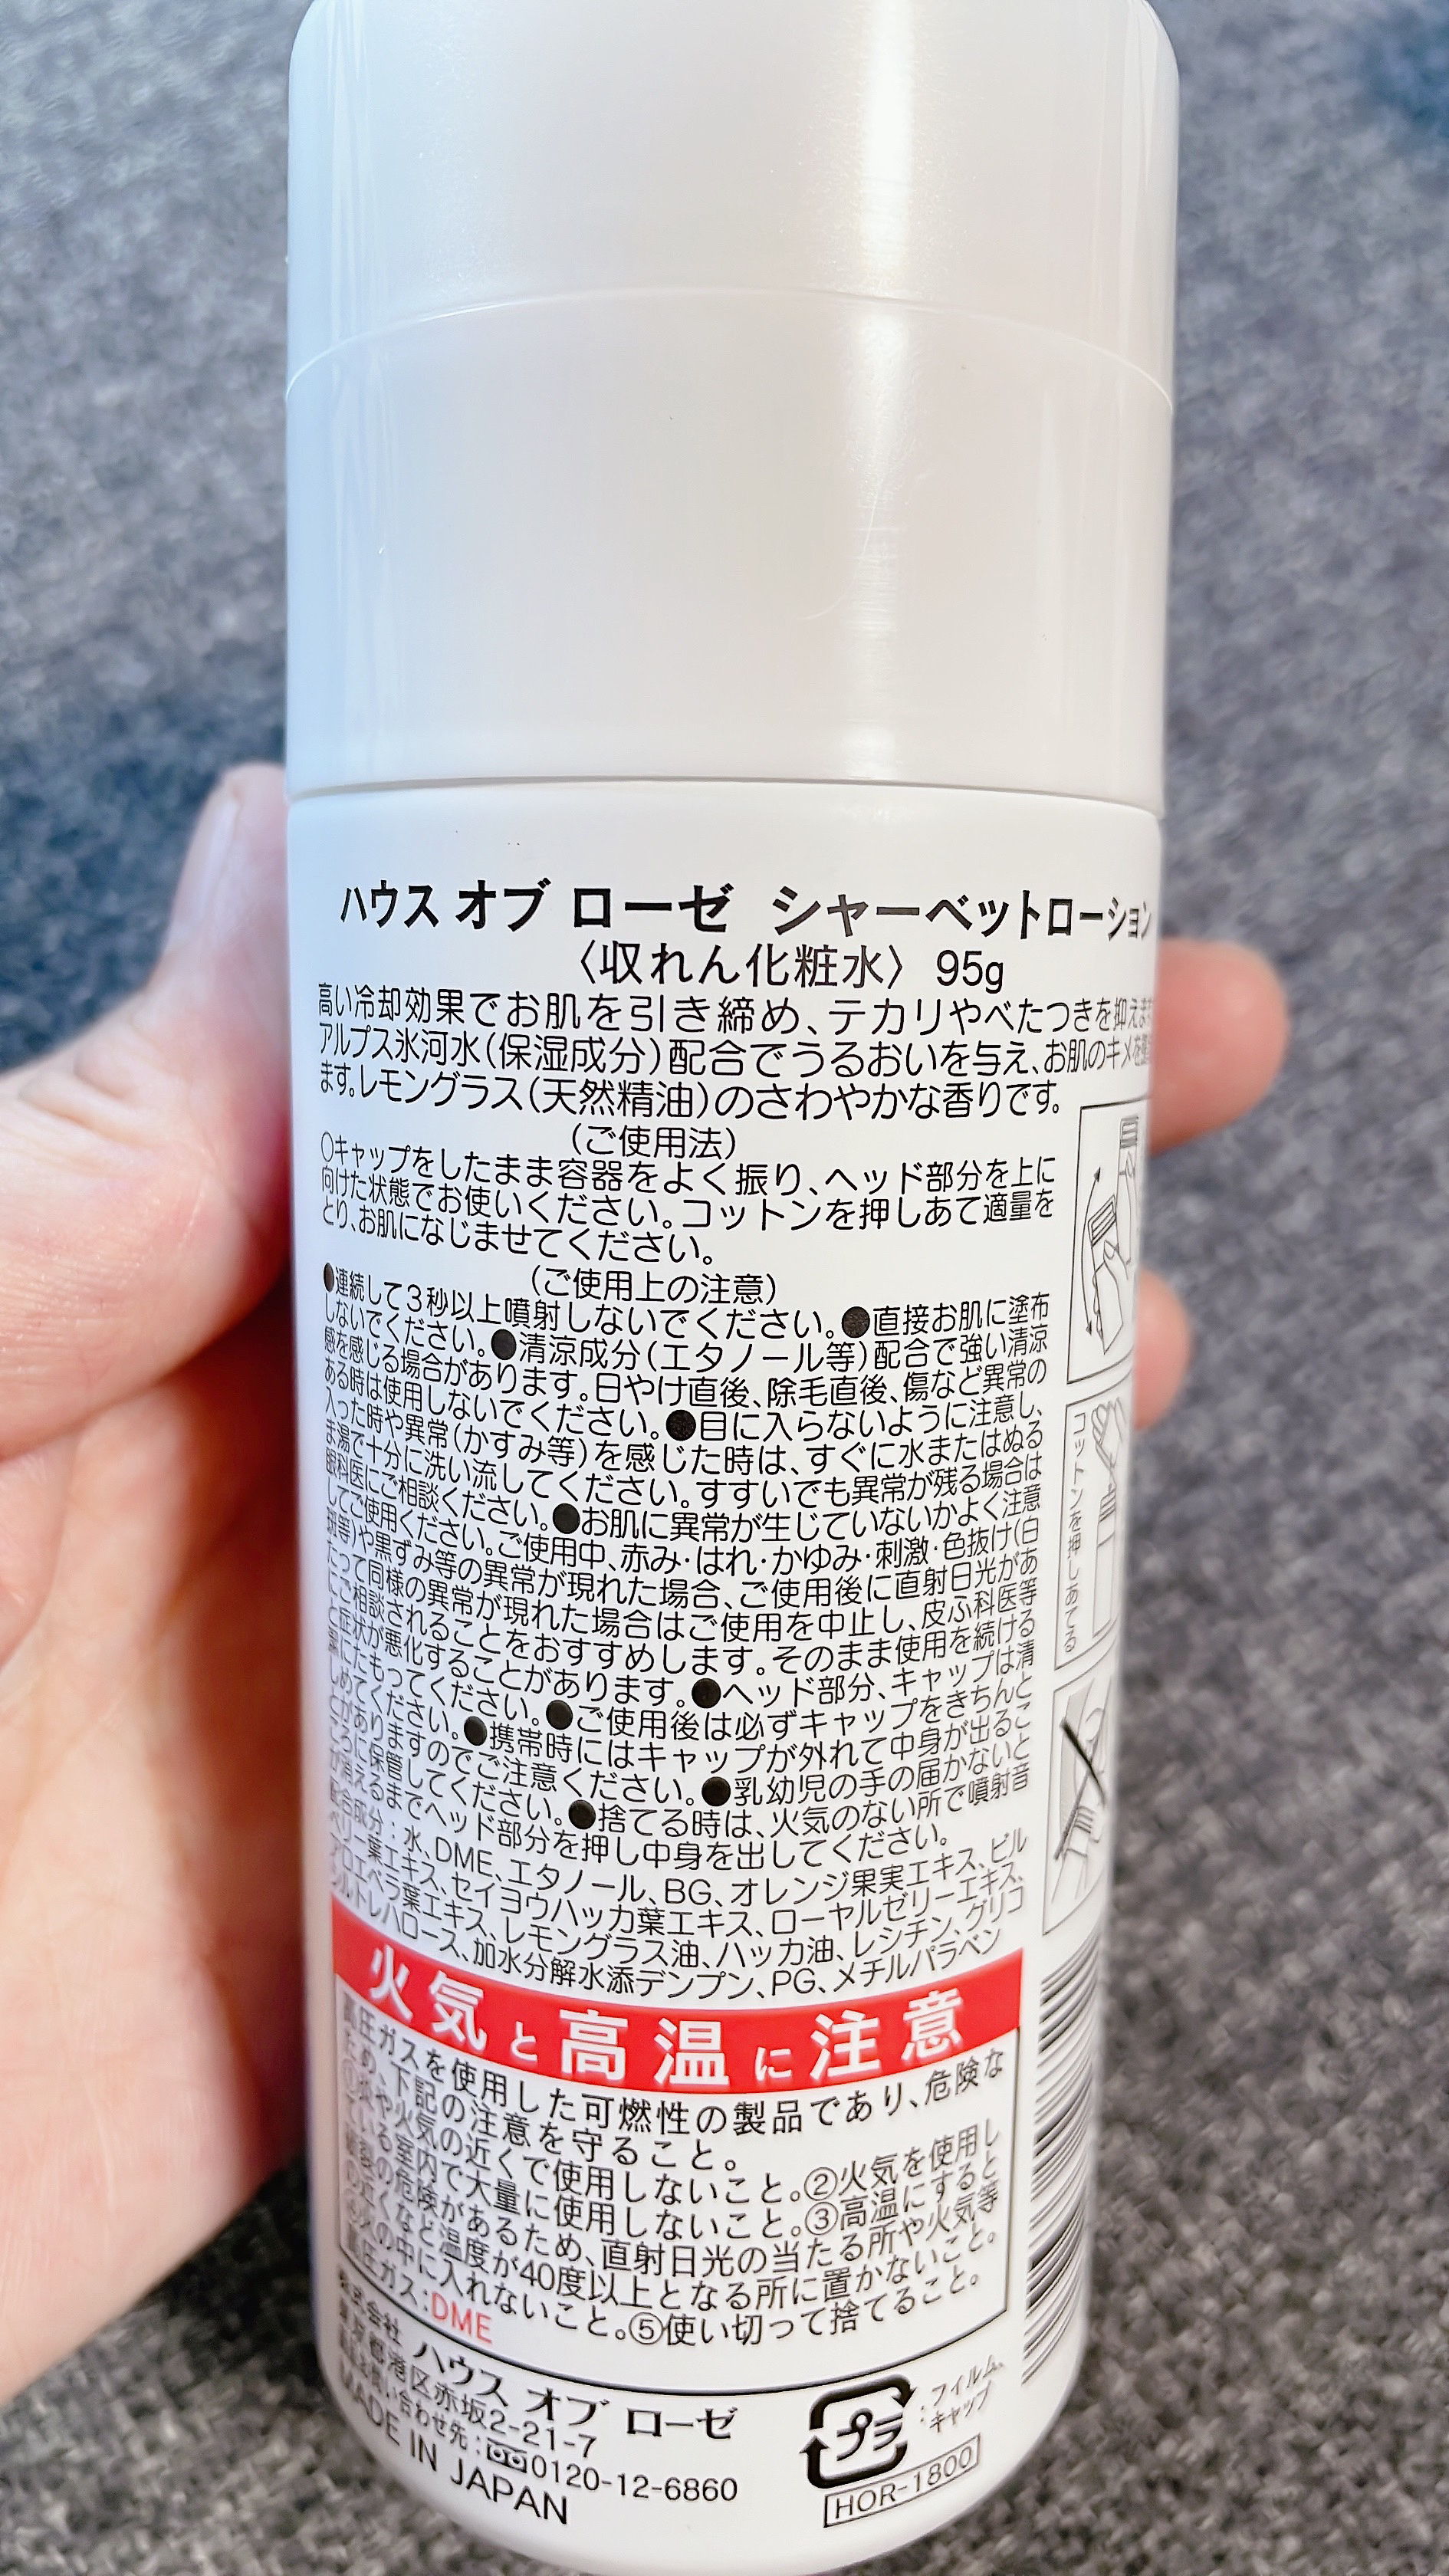 ハウス オブ ローゼ シャーベットローション
〈収れん化粧水〉 95g
高い冷却効果でお肌を引き締め、テカリやべたつきを抑えます
アルプス氷河水(保湿成分)配合でうるおいを与え、お肌のキメを
ます。レモングラス(天然精油)のさわやかな香りです。
(ご使用法)
○キャップをしたまま容器をよく振り、ヘッド部分を上に
向けた状態でお使いください。コットンを押しあて適量を
とり、お肌になじませてください。
(ご使用上の注意)
●連続して3秒以上噴射しないでください。●直接お肌に塗布
しないでください。●清涼成分(エタノール等)配合で強い清涼
感を感じる場合があります。日やけ直後、除毛直後、傷など異常の
ある時は使用しないでください。●目に入らないように注意し、
入った時や異常(かすみ等)を感じた時は、すぐに水またはぬる
ま湯で十分に洗い流してください。すすいでも異常が残る場合は
眼科医にご相談ください。●お肌に異常が生じていないかよく注意
してご使用ください。ご使用中、赤み・はれ・かゆみ・刺激・色抜け(白
斑等)や黒ずみ等の異常が現れた場合、ご使用後に直射日光があ
たって同様の異常が現れた場合はご使用を中止し、皮ふ科医等
にご相談されることをおすすめします。そのまま使用を続ける
と症状が悪化することがあります。●ヘッド部分、キャップは清
潔にたもってください。●ご使用後は必ずキャップをきちんと
しめてください。●携帯時にはキャップが外れて中身が出るこ
とがありますのでご注意ください。●乳幼児の手の届かないと
ころに保管してください。●捨てる時は、火気のない所で噴射音
が消えるまでヘッド部分を押し中身を出してください。
配合成分:水、DME、エタノール、BG、オレンジ果実エキス、ビル
ベリー葉エキス、セイヨウハッカ葉エキス、ローヤルゼリーエキス、
アロエベラ葉エキス、レモングラス油、ハッカ油、レシチン、グリコ
シルトレハロース、加水分解水添デンプン、PG、メチルパラベン
火気と高温に注意
高圧ガスを使用した可燃性の製品であり、危険な
ため、下記の注意を守ること。
炎や火気の近くで使用しないこと。②火気を使用し
ている室内で大量に使用しないこと。③高温にすると
破裂の危険があるため、直射日光の当たる所や火気等
の近くなど温度が40度以上となる所に置かないこと。
④火の中に入れないこと。⑤使い切って捨てること。
高圧ガス:DME
株式会社 ハウス オブ ローゼ
東京都港区赤坂2-21-7
お問い合わせ先:0120-12-6860
MADE IN JAPAN
プラ
:フィルム、
キャップ
HOR-1800
コットンを押しあてる